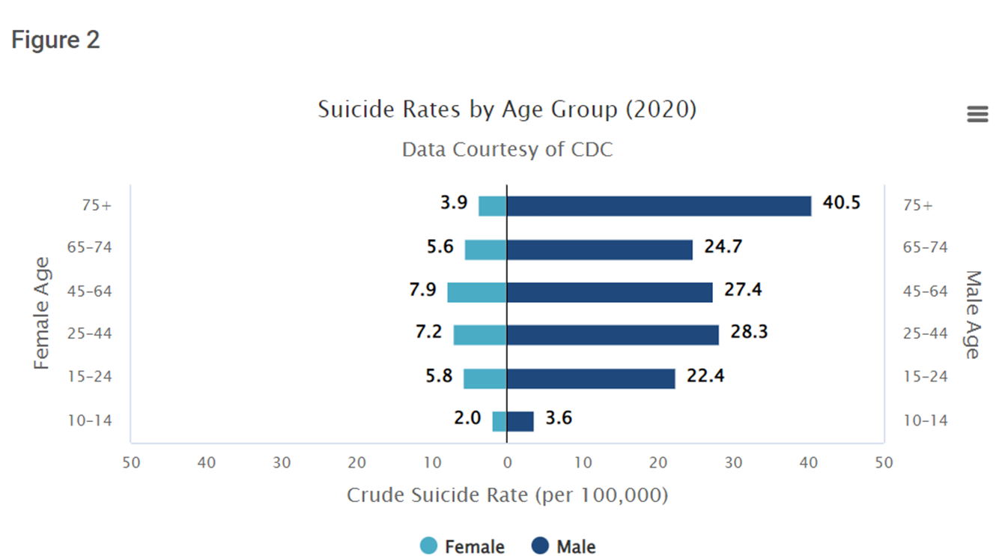 Figure 2
Suicide Rates by Age Group (2020)
Data Courtesy of CDC
75+ 3.9 40.5 75+
65–74 5.6 24.7 65–74
45–64 7.9 27.4 45–64
25–44 7.2 28.3 25–44
15–24 5.8 22.4 15–24
10–14 2.0 3.6 10–14
Female Age
Male Age
50 40 30 20 10 0 10 20 30 40 50
Crude Suicide Rate (per 100,000)
Female Male